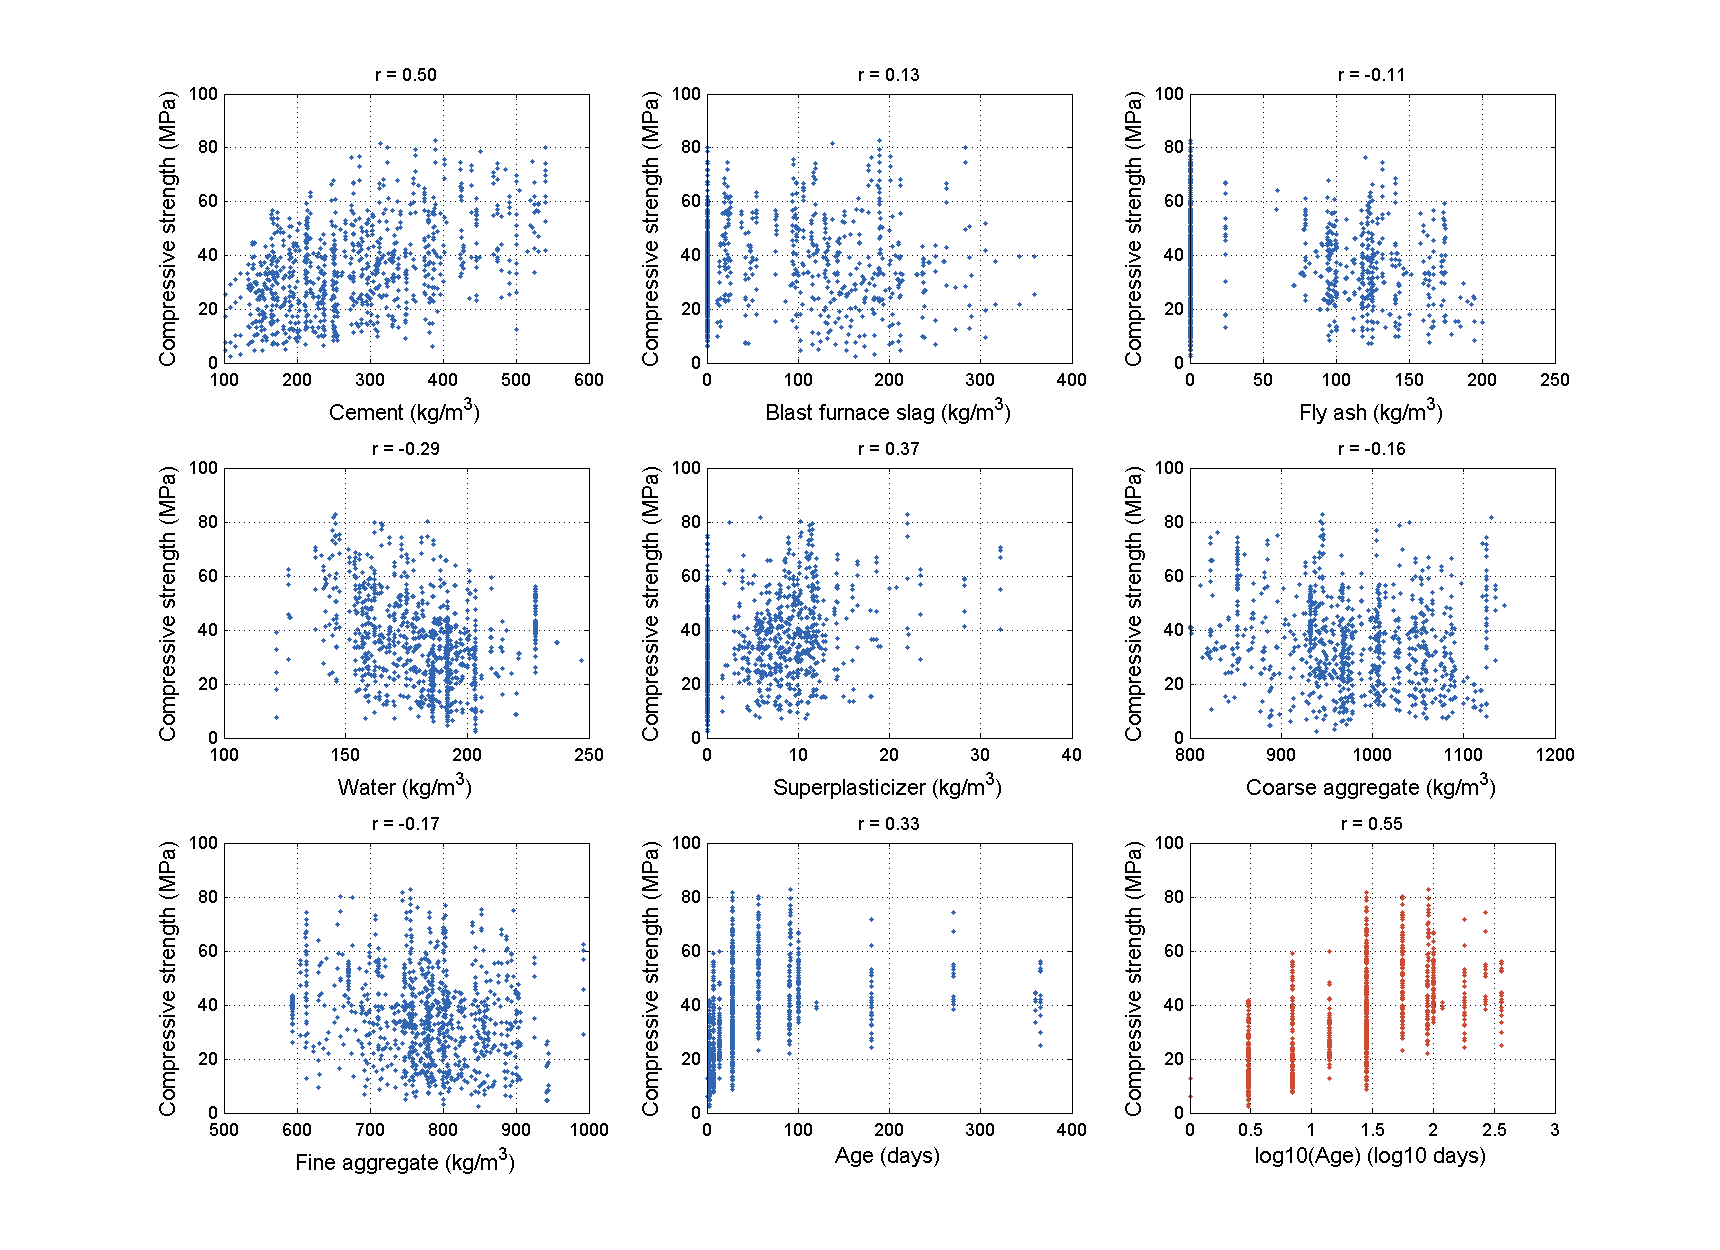 r = 0.50
Compressive strength (MPa)
100
80
60
40
20
0
100 200 300 400 500 600
Cement (kg/m³)
r = 0.13
Compressive strength (MPa)
100
80
60
40
20
0
0 100 200 300 400
Blast furnace slag (kg/m³)
r = -0.11
Compressive strength (MPa)
100
80
60
40
20
0
0 50 100 150 200 250
Fly ash (kg/m³)
r = -0.29
Compressive strength (MPa)
100
80
60
40
20
0
100 150 200 250
Water (kg/m³)
r = 0.37
Compressive strength (MPa)
100
80
60
40
20
0
0 10 20 30 40
Superplasticizer (kg/m³)
r = -0.16
Compressive strength (MPa)
100
80
60
40
20
0
800 900 1000 1100 1200
Coarse aggregate (kg/m³)
r = -0.17
Compressive strength (MPa)
100
80
60
40
20
0
500 600 700 800 900 1000
Fine aggregate (kg/m³)
r = 0.33
Compressive strength (MPa)
100
80
60
40
20
0
0 100 200 300 400
Age (days)
r = 0.55
Compressive strength (MPa)
100
80
60
40
20
0
0 0.5 1 1.5 2 2.5 3
log10(Age) (log10 days)